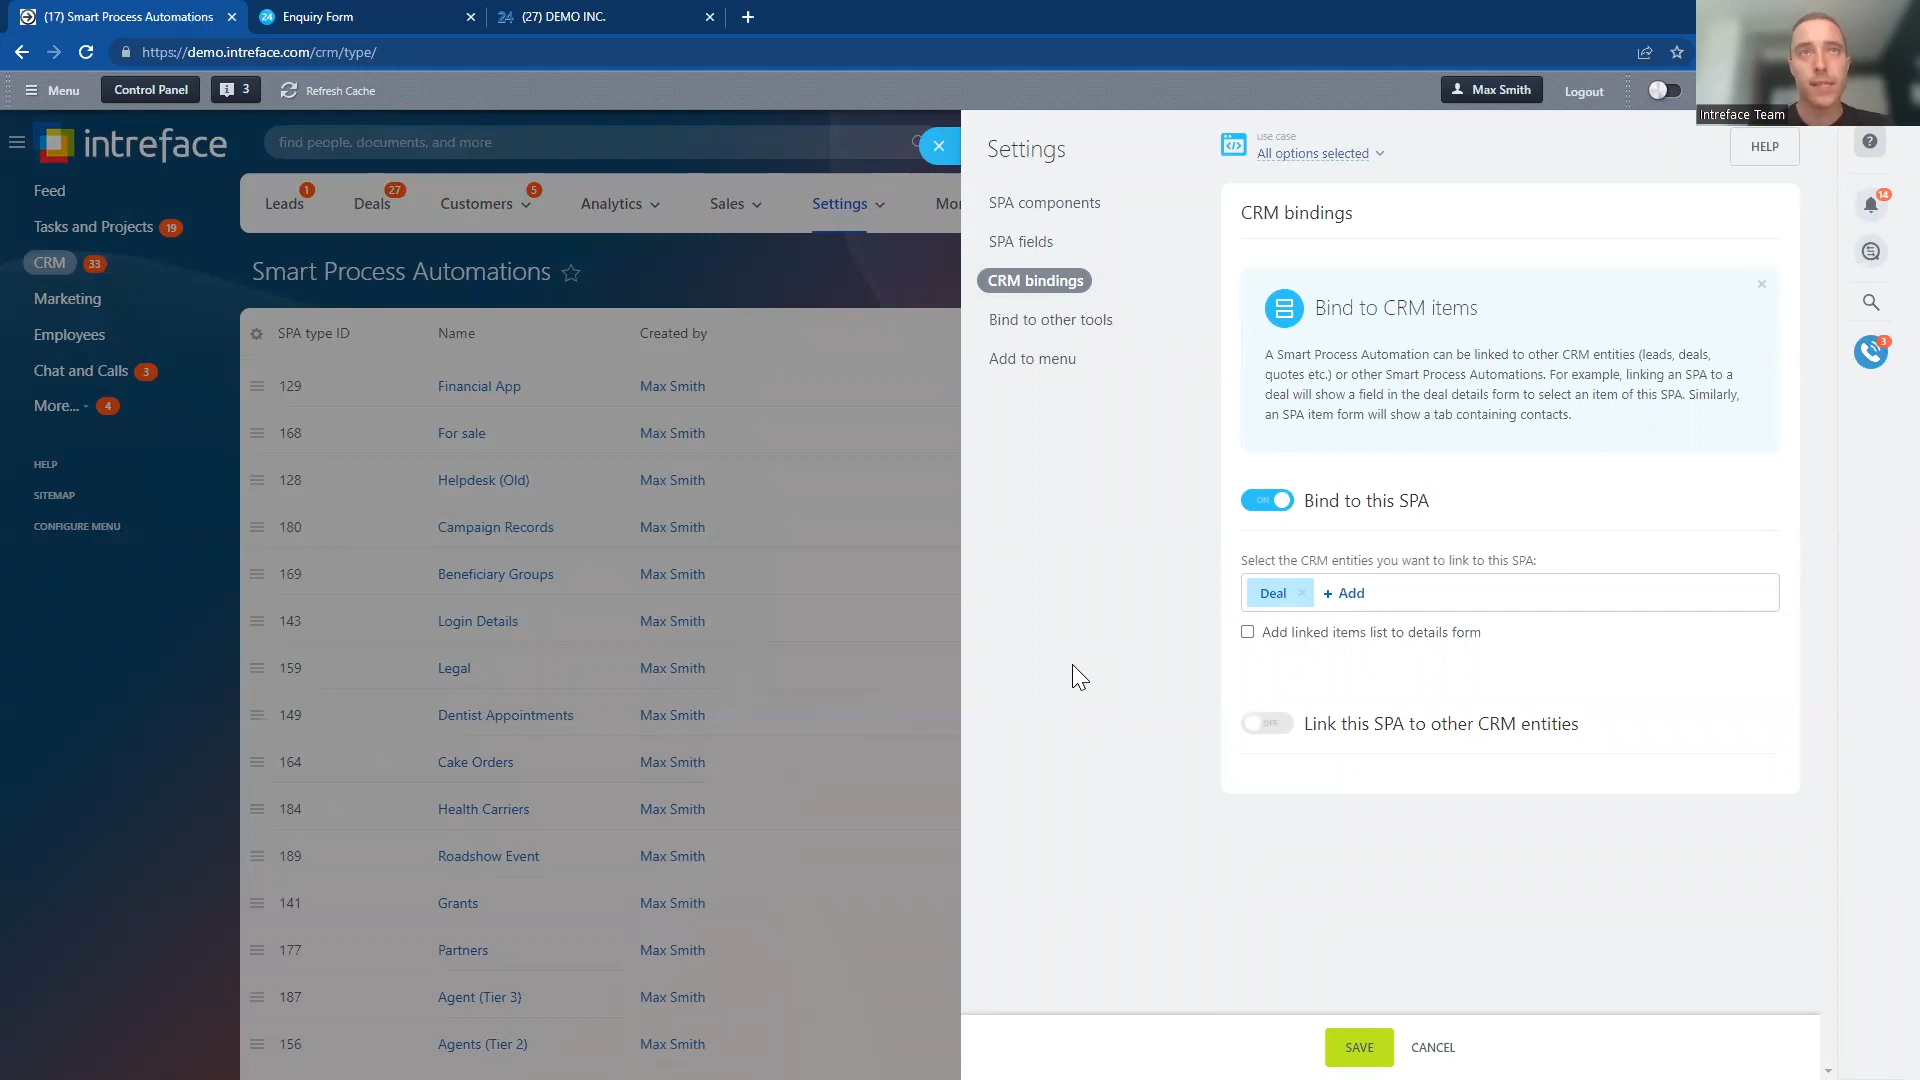 (17) Smart Process Automations
24 Enquiry Form
24 (27) DEMO INC.
https://demo.intreface.com/crm/type/
Menu
Control Panel
3
Refresh Cache
Max Smith
Logout
Intreface Team
intreface
find people, documents, and more
Feed
Tasks and Projects 19
CRM 33
Marketing
Employees
Chat and Calls 3
More... 4
HELP
SITEMAP
CONFIGURE MENU
Leads 1
Deals 27
Customers 5
Analytics
Sales
Settings
Mo
Smart Process Automations
SPA type ID Name Created by
129 Financial App Max Smith
168 For sale Max Smith
128 Helpdesk (Old) Max Smith
180 Campaign Records Max Smith
169 Beneficiary Groups Max Smith
143 Login Details Max Smith
159 Legal Max Smith
149 Dentist Appointments Max Smith
164 Cake Orders Max Smith
184 Health Carriers Max Smith
189 Roadshow Event Max Smith
141 Grants Max Smith
177 Partners Max Smith
187 Agent (Tier 3) Max Smith
156 Agents (Tier 2) Max Smith
Settings
SPA components
SPA fields
CRM bindings
Bind to other tools
Add to menu
use case
All options selected
HELP
CRM bindings
Bind to CRM items
A Smart Process Automation can be linked to other CRM entities (leads, deals,
quotes etc.) or other Smart Process Automations. For example, linking an SPA to a
deal will show a field in the deal details form to select an item of this SPA. Similarly,
an SPA item form will show a tab containing contacts.
ON Bind to this SPA
Select the CRM entities you want to link to this SPA:
Deal + Add
Add linked items list to details form
OFF Link this SPA to other CRM entities
SAVE
CANCEL
14
3